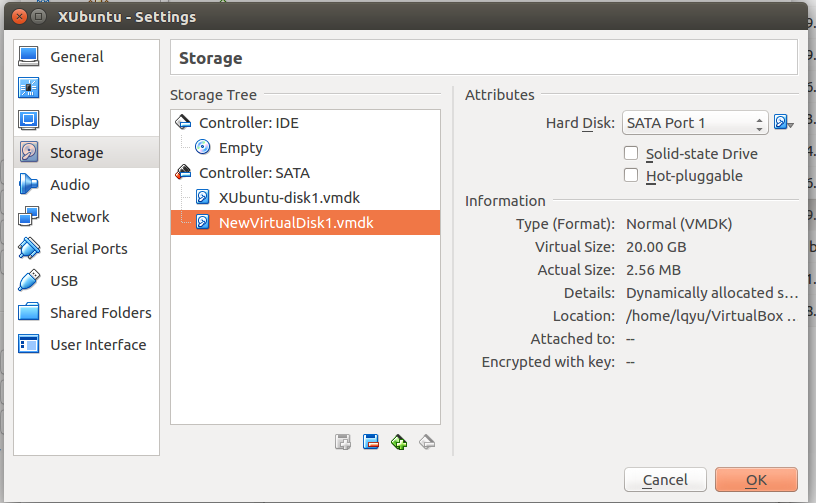 XUbuntu - Settings
General
System
Display
Storage
Audio
Network
Serial Ports
USB
Shared Folders
User Interface
Storage
Storage Tree
Controller: IDE
Empty
Controller: SATA
XUbuntu-disk1.vmdk
NewVirtualDisk1.vmdk
Attributes
Hard Disk: SATA Port 1
Solid-state Drive
Hot-pluggable
Information
Type (Format): Normal (VMDK)
Virtual Size: 20.00 GB
Actual Size: 2.56 MB
Details: Dynamically allocated s...
Location: /home/lqyu/VirtualBox ..
Attached to: --
Encrypted with key: --
Cancel
OK